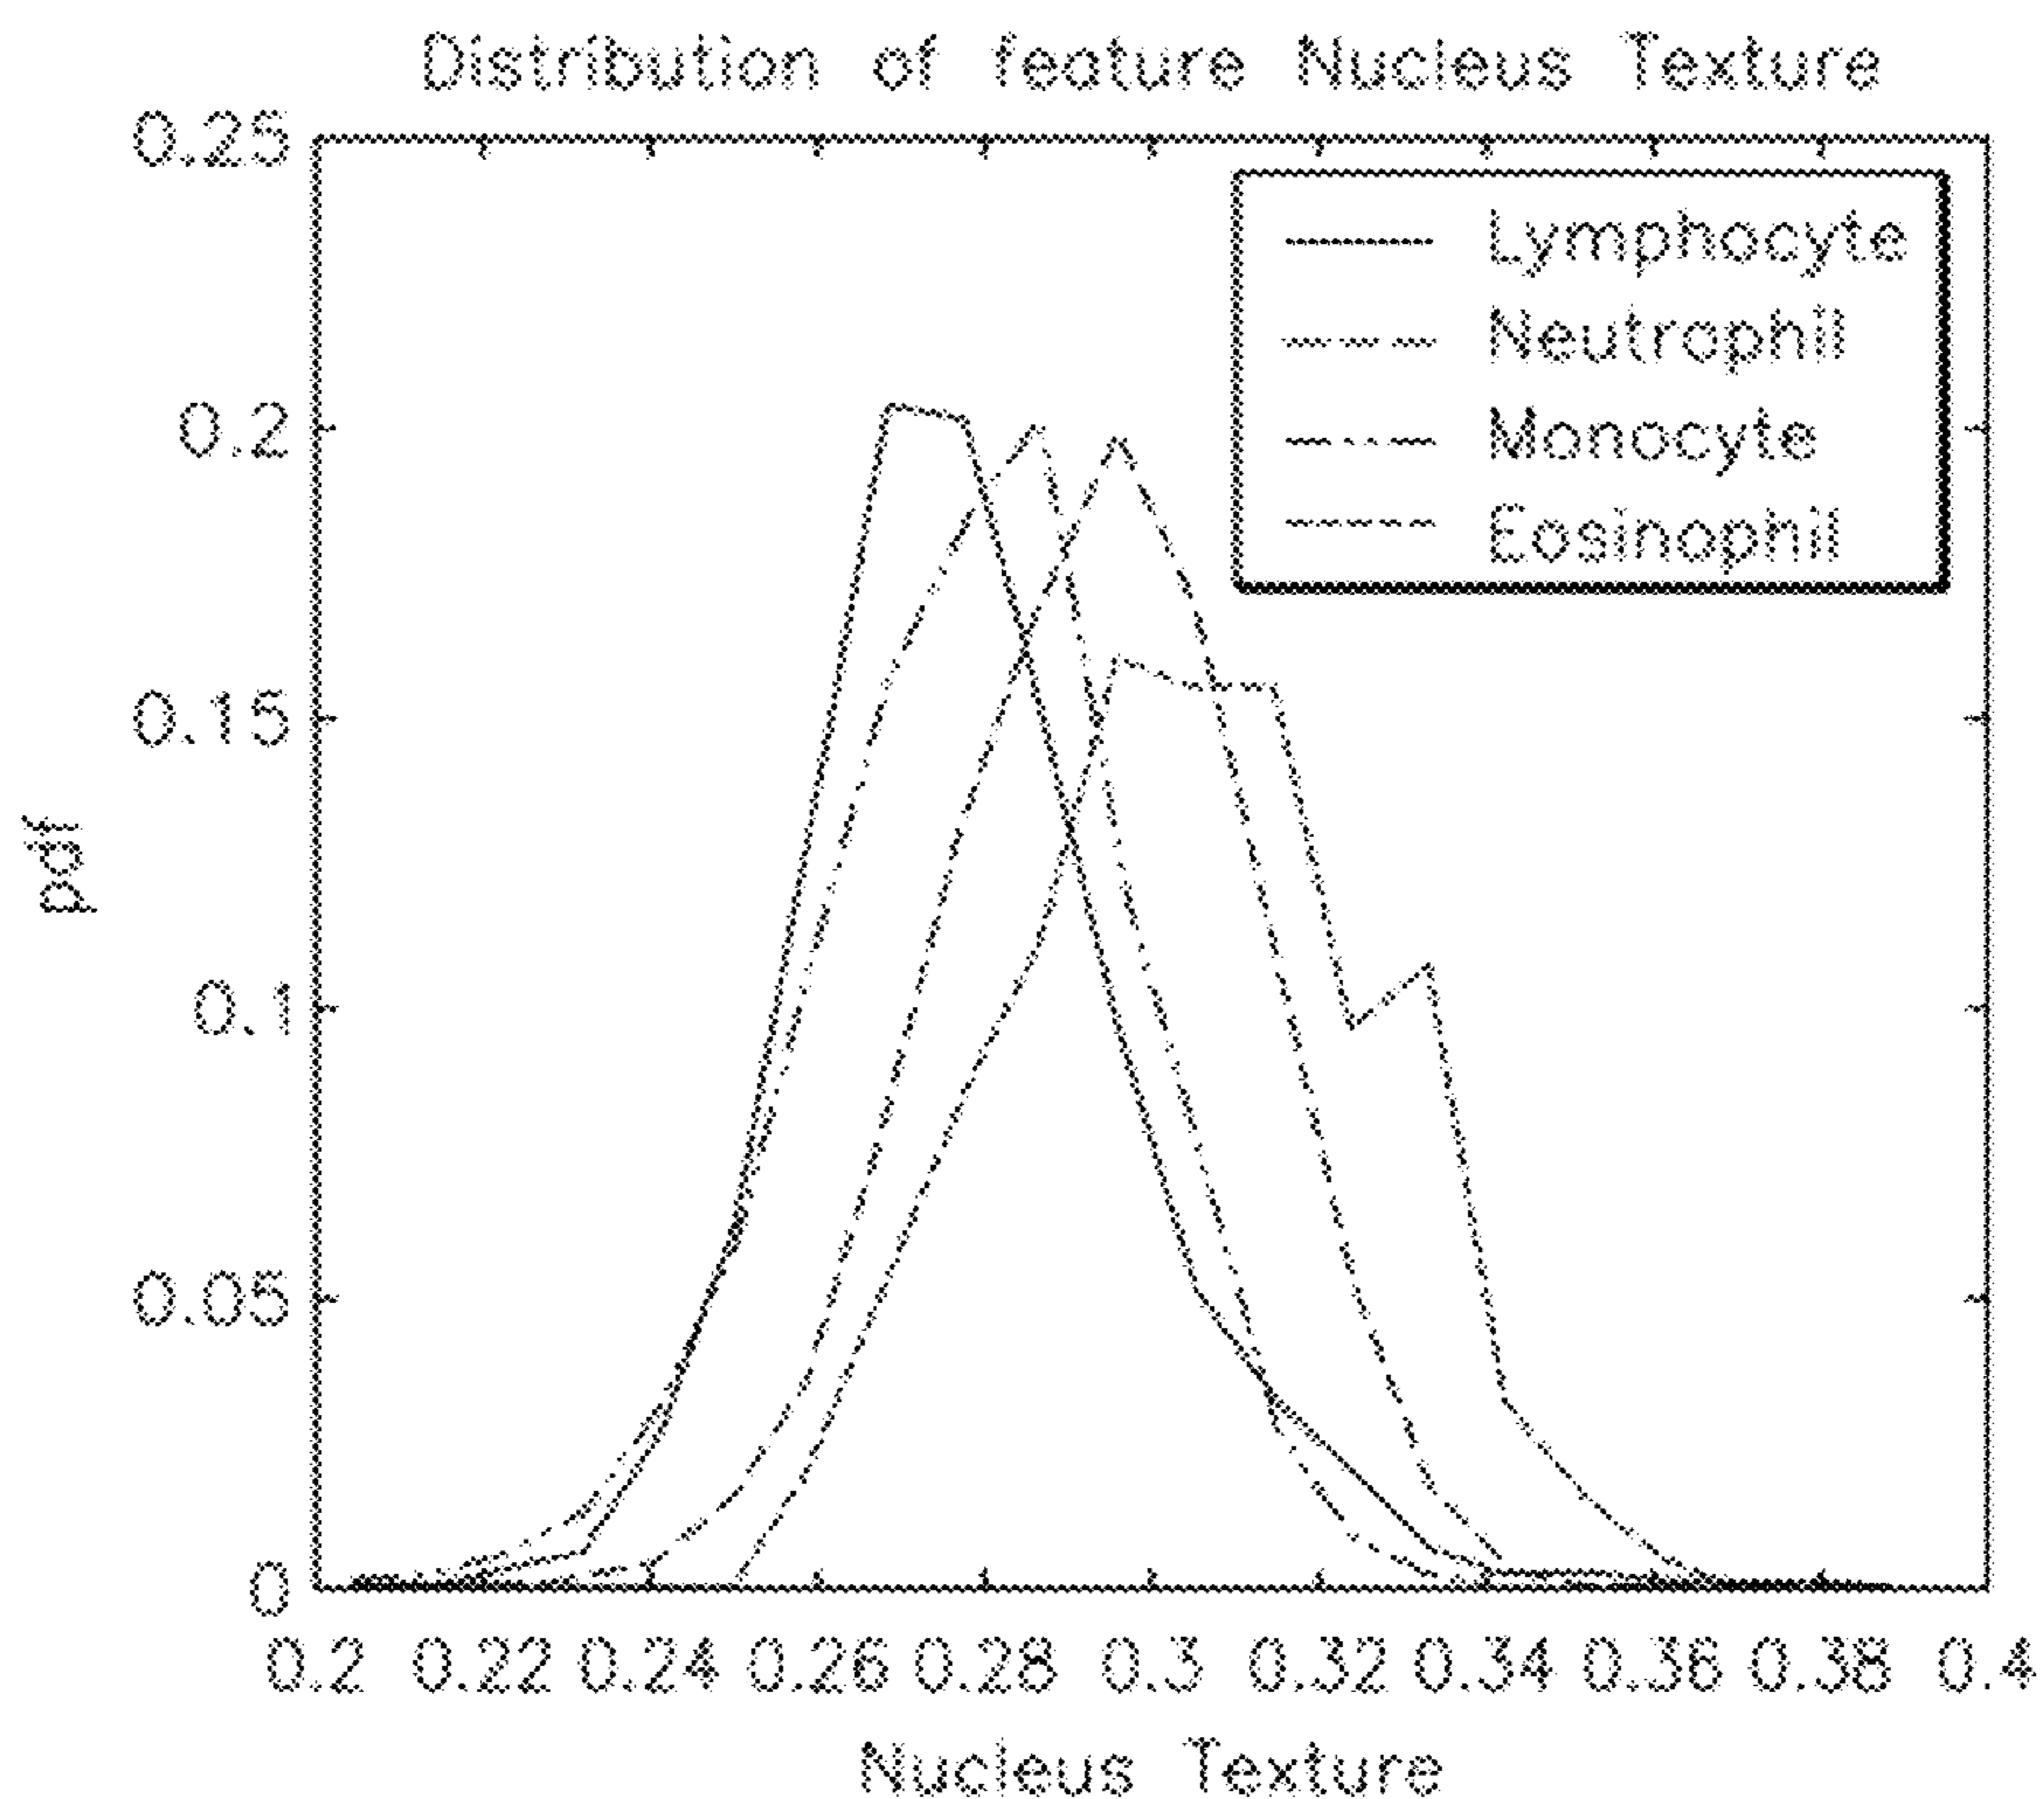 Distribution of feature Nucleus Texture
0.25
0.2
0.15
0.1
0.05
0
pdf
Lymphocyte
Neutrophil
Monocyte
Eosinophil
0.2 0.22 0.24 0.26 0.28 0.3 0.32 0.34 0.36 0.38 0.4
Nucleus Texture